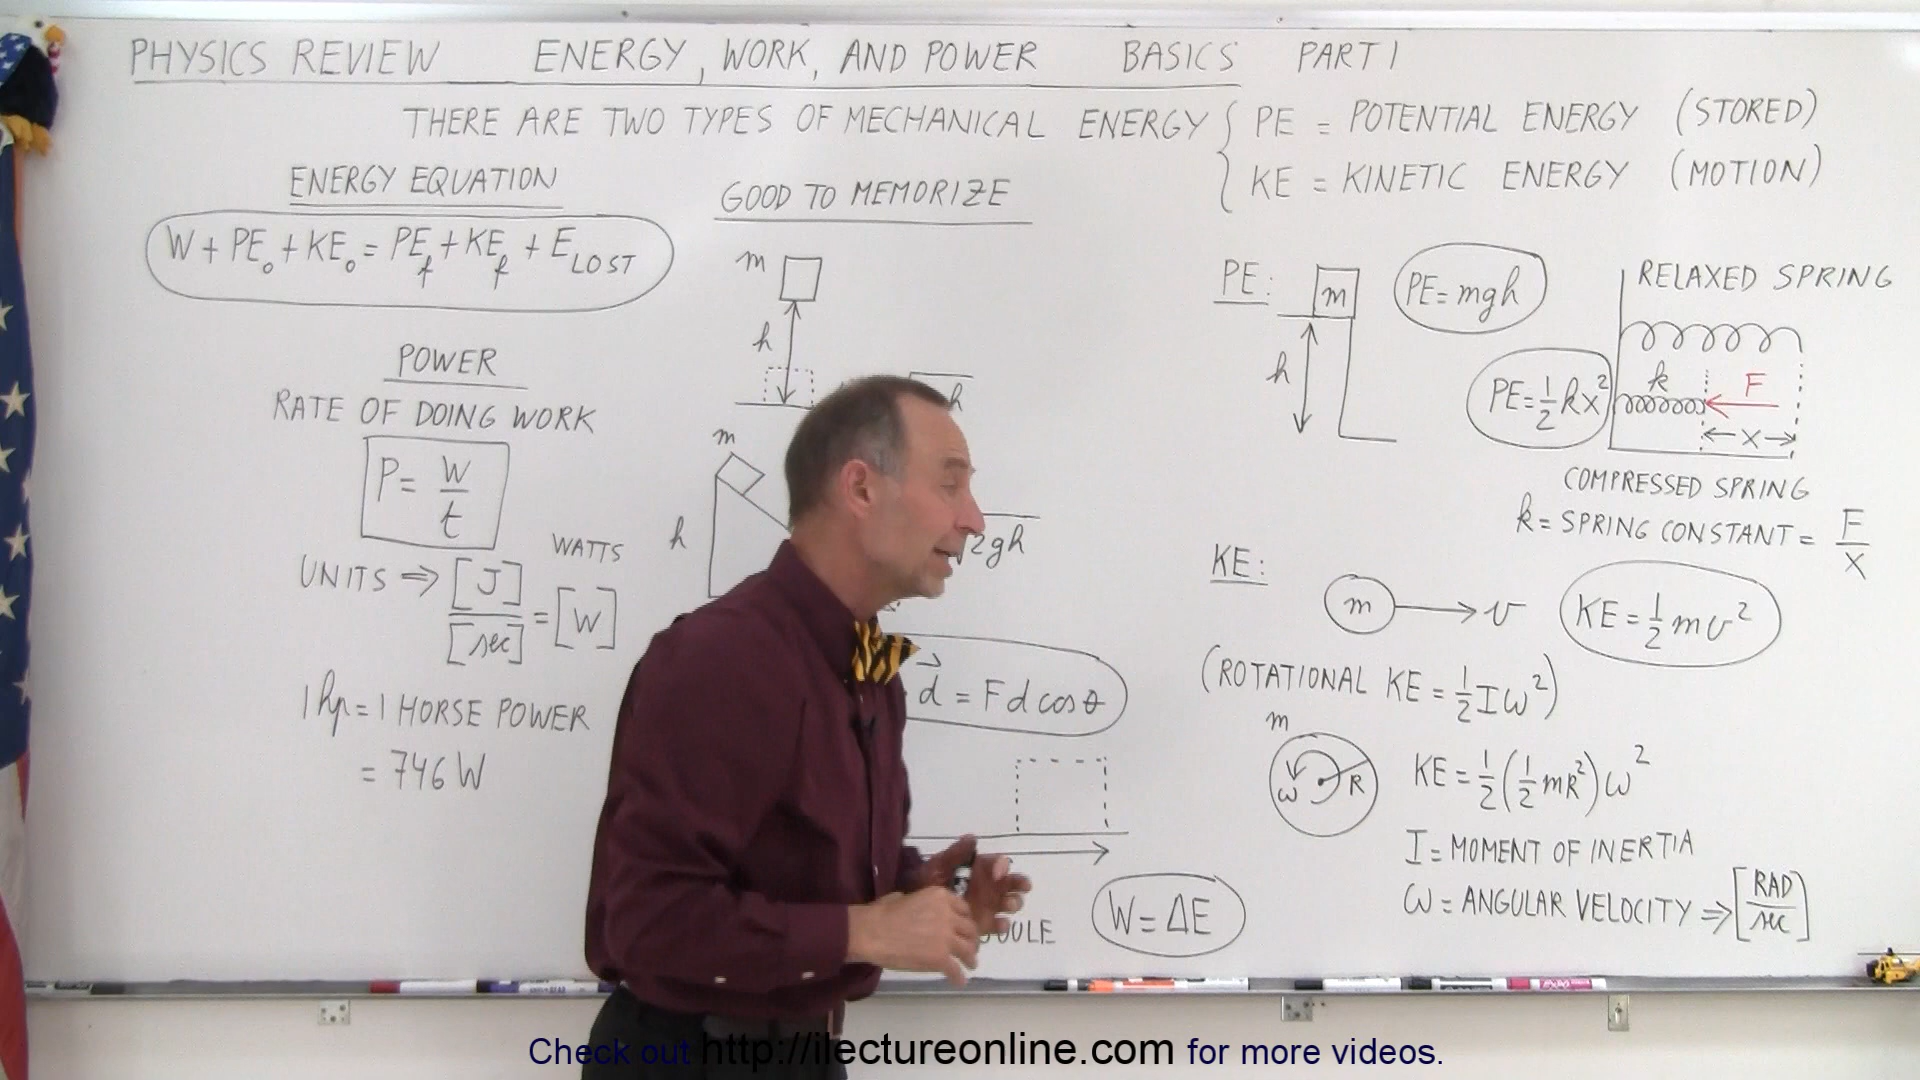 PHYSICS REVIEW ENERGY, WORK, AND POWER BASICS PART 1
THERE ARE TWO TYPES OF MECHANICAL ENERGY { PE = POTENTIAL ENERGY (STORED)
KE = KINETIC ENERGY (MOTION)
ENERGY EQUATION
W + PE₀ + KE₀ = PE_f + KE_f + E_LOST
POWER
RATE OF DOING WORK
P = W/t
WATTS
UNITS ⇒ [J]/[sec] = [W]
1 hp = 1 HORSE POWER
= 746 W
GOOD TO MEMORIZE
m
h
h
m
h
√2gh
d⃗ = Fd cos θ
JOULE
W = ΔE
PE:
m
PE = mgh
h
RELAXED SPRING
PE = ½kx²
k
F
x
COMPRESSED SPRING
k = SPRING CONSTANT = F/x
KE:
m → v
KE = ½mv²
(ROTATIONAL KE = ½Iω²)
m
ω
R
KE = ½(½mR²)ω²
I = MOMENT OF INERTIA
ω = ANGULAR VELOCITY ⇒ [RAD/sec]
Check out http://ilectureonline.com for more videos.